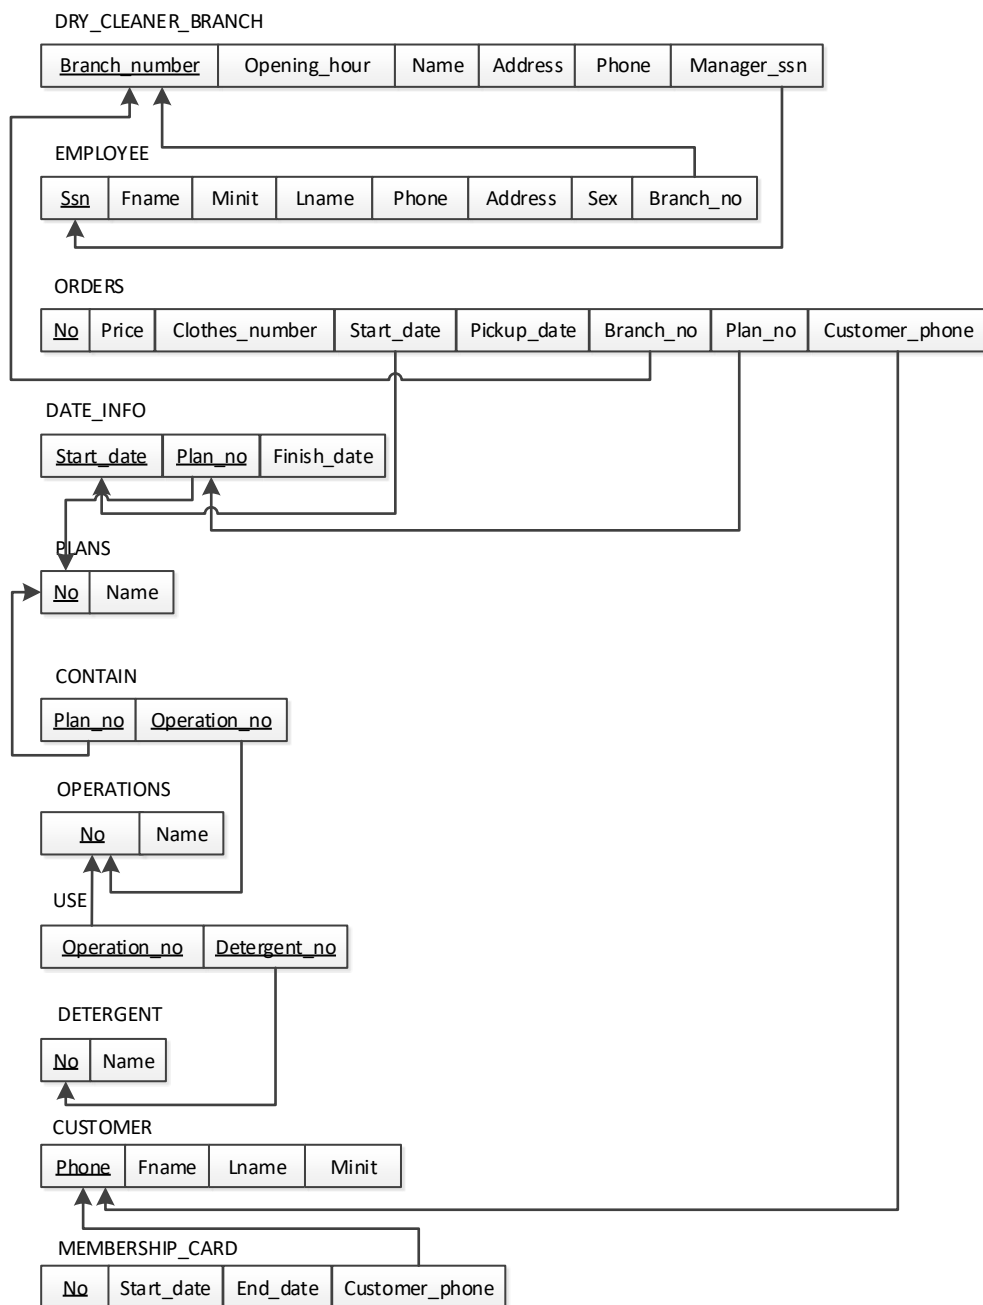 DRY_CLEANER_BRANCH
Branch_number Opening_hour Name Address Phone Manager_ssn
EMPLOYEE
Ssn Fname Minit Lname Phone Address Sex Branch_no
ORDERS
No Price Clothes_number Start_date Pickup_date Branch_no Plan_no Customer_phone
DATE_INFO
Start_date Plan_no Finish_date
PLANS
No Name
CONTAIN
Plan_no Operation_no
OPERATIONS
No Name
USE
Operation_no Detergent_no
DETERGENT
No Name
CUSTOMER
Phone Fname Lname Minit
MEMBERSHIP_CARD
No Start_date End_date Customer_phone